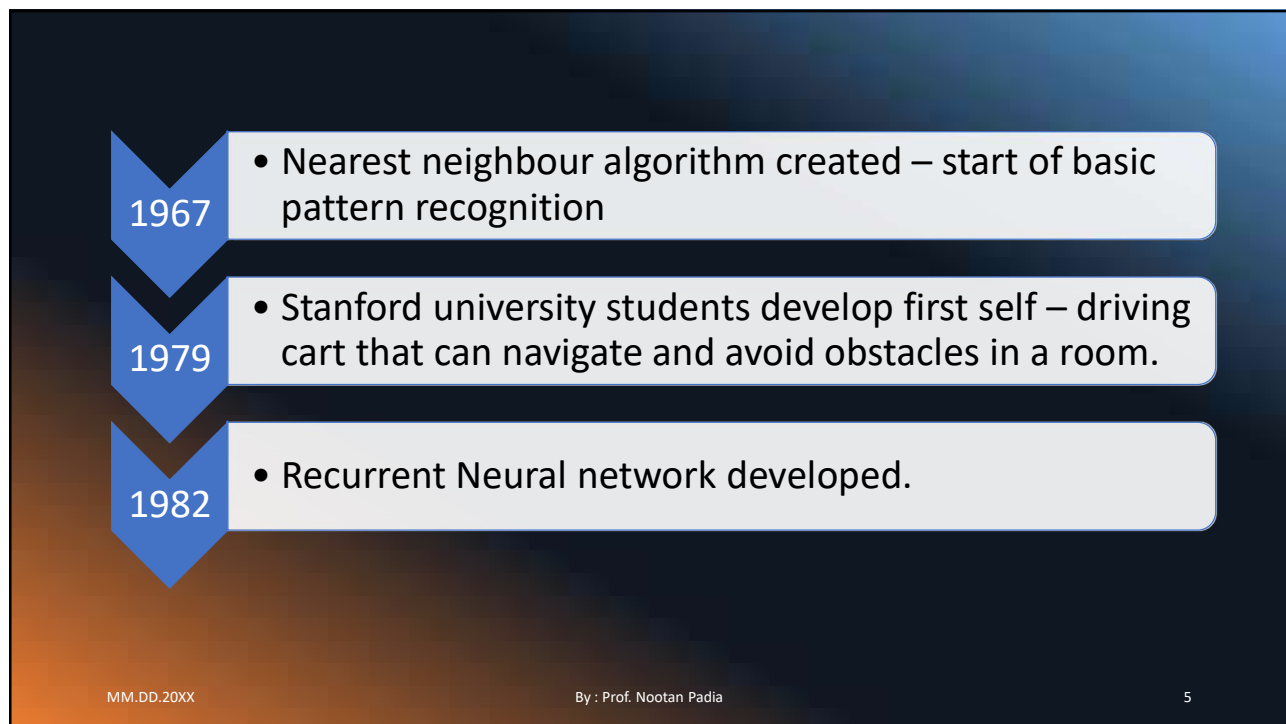 1967
• Nearest neighbour algorithm created – start of basic
pattern recognition
1979
• Stanford university students develop first self – driving
cart that can navigate and avoid obstacles in a room.
1982
• Recurrent Neural network developed.
MM.DD.20XX
By : Prof. Nootan Padia
5